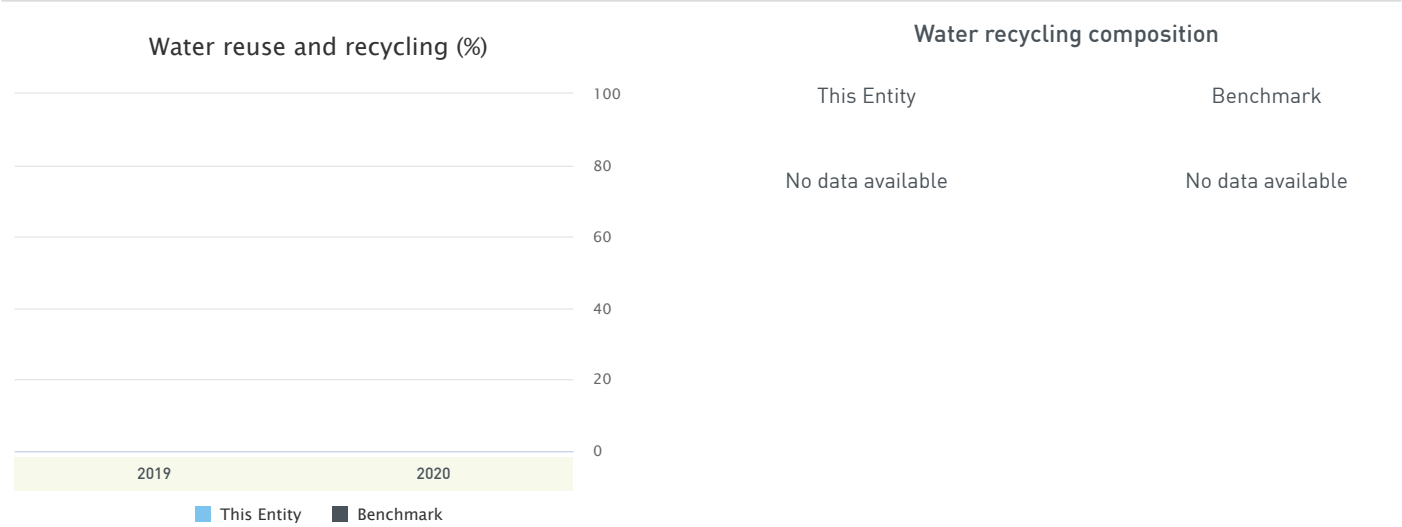 Water reuse and recycling (%)
100
80
60
40
20
0
2019 2020
This Entity Benchmark
Water recycling composition
This Entity Benchmark
No data available No data available